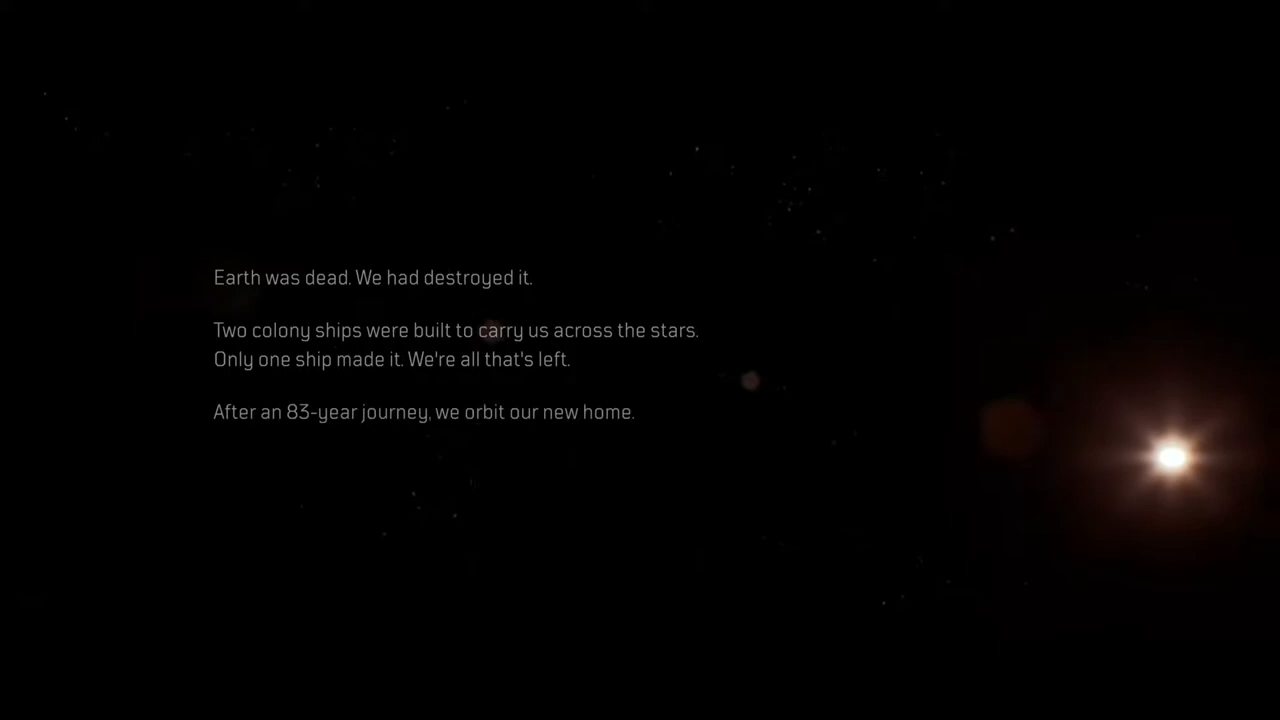 Earth was dead. We had destroyed it.
Two colony ships were built to carry us across the stars.
Only one ship made it. We're all that's left.
After an 83-year journey, we orbit our new home.